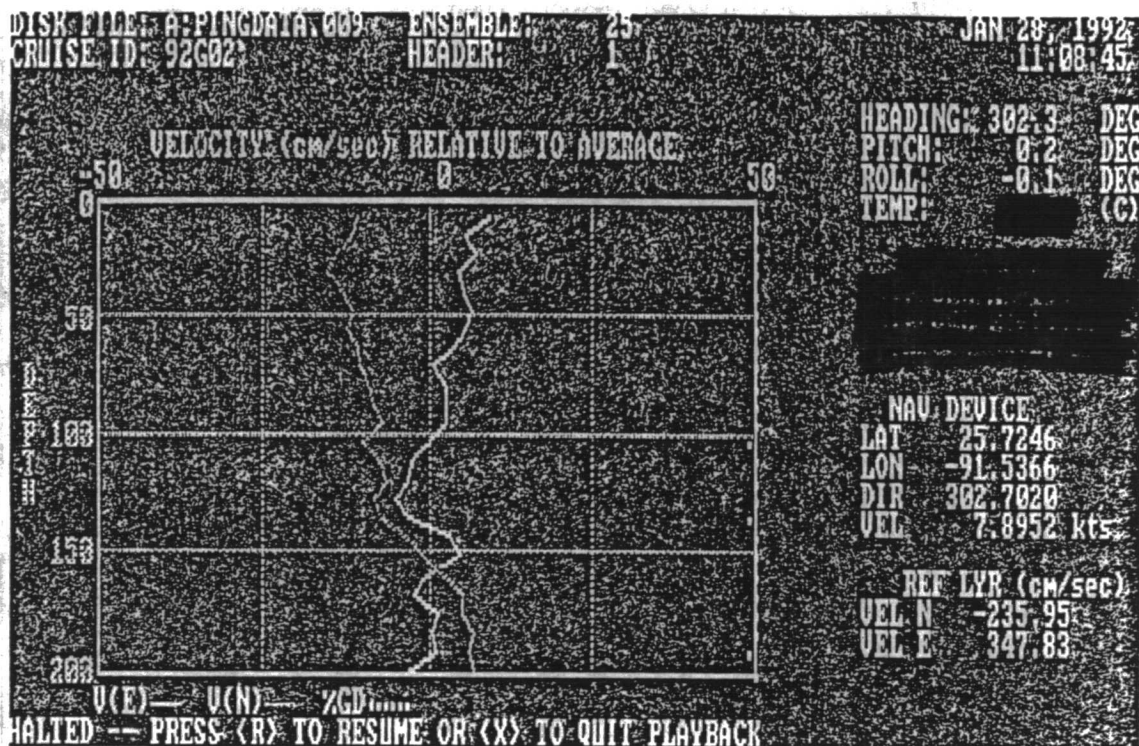 DISK FILE: A:PINGDATA.009 ENSEMBLE: 25 JAN 28, 1992
CRUISE ID: 92G02 HEADER: 1 11:08:45
HEADING: 302.3 DEG
PITCH: 0.2 DEG
ROLL: -0.1 DEG
TEMP: (C)
VELOCITY (cm/sec) RELATIVE TO AVERAGE
-50 0 50
0
50
100
150
200
DEPTH
NAV DEVICE
LAT 25.7246
LON -91.5366
DIR 302.7020
VEL 7.8952 kts
REF LYR (cm/sec)
VEL N -235.95
VEL E 347.83
V(E)— V(N)— %GD.....
HALTED -- PRESS <R> TO RESUME OR <X> TO QUIT PLAYBACK